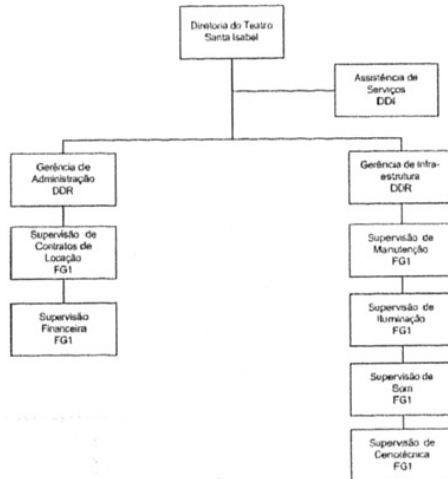 Diretoria do Teatro
Santa Isabel
Assistência de
Serviços
DDI
Gerência de
Administração
DDR
Gerência de Infra-
estrutura
DDR
Supervisão de
Contratos de
Locação
FG1
Supervisão
Financeira
FG1
Supervisão de
Manutenção
FG1
Supervisão de
Iluminação
FG1
Supervisão de
Som
FG1
Supervisão de
Cenotécnica
FG1